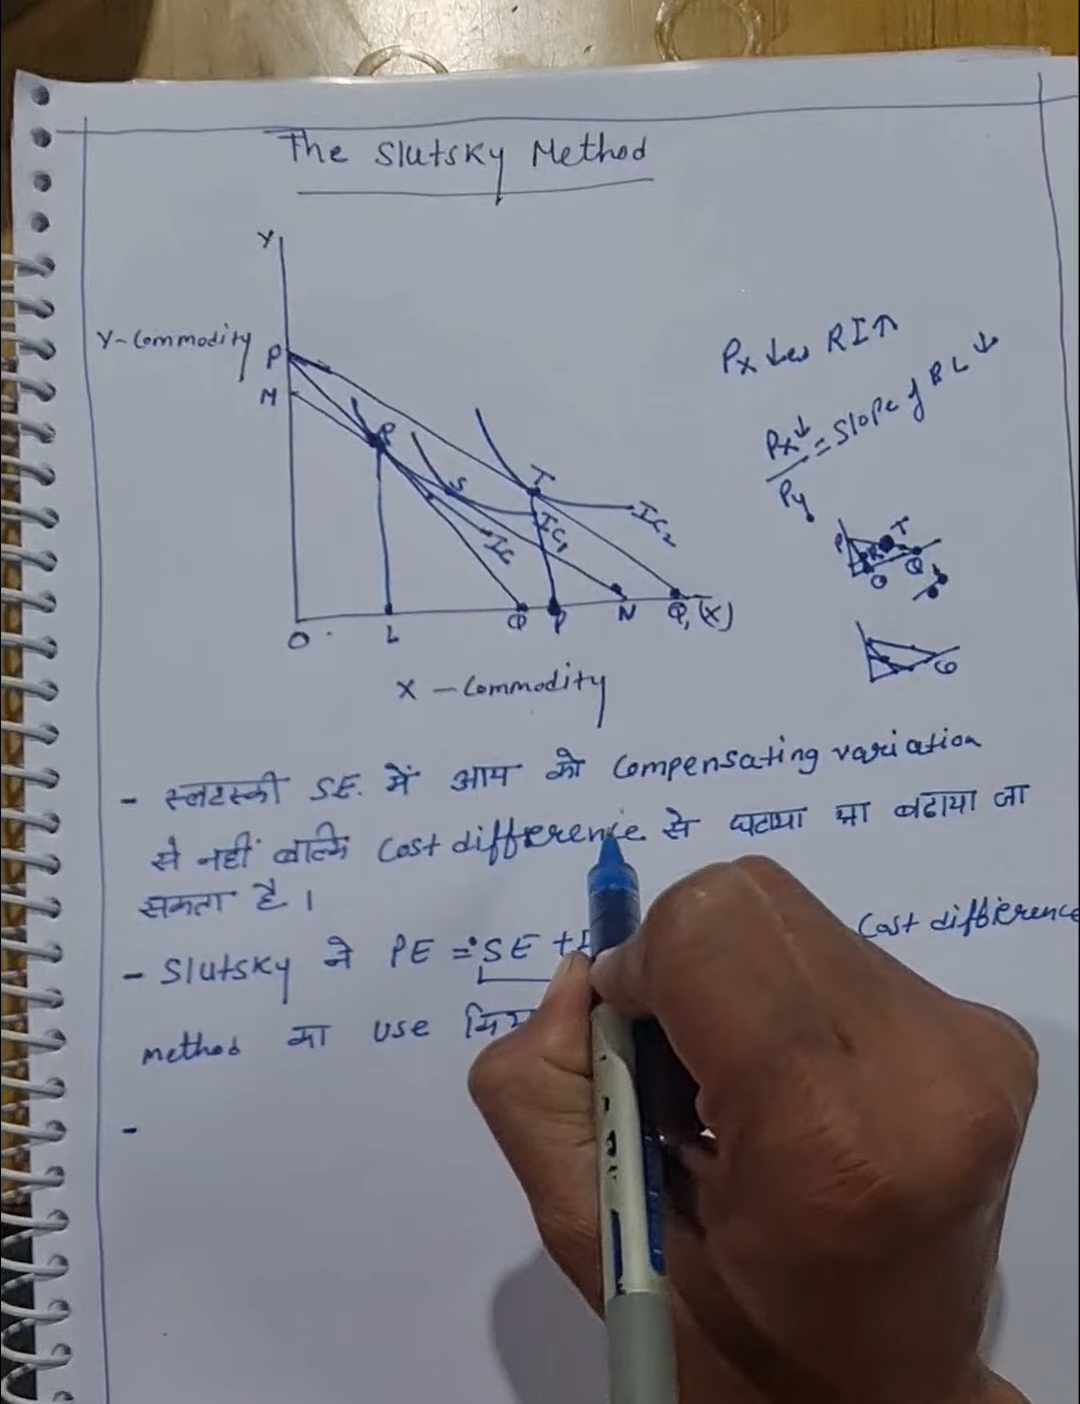 The Slutsky Method
Y
Y-Commodity
P
M
R
S
T
IC
IC1
IC2
O
L
Q
P
N
Q1 (X)
X - Commodity
Px ↓es RI↑
Px↓
= Slope of BL ↓
Py
P
R
T
Q
Q
Q
- स्लटस्की S.E. में आय को Compensating variation
से नहीं बल्कि Cost difference से घटाया या बढाया जा
सकता है।
- Slutsky ने PE = SE + Cost difference
method का use
-